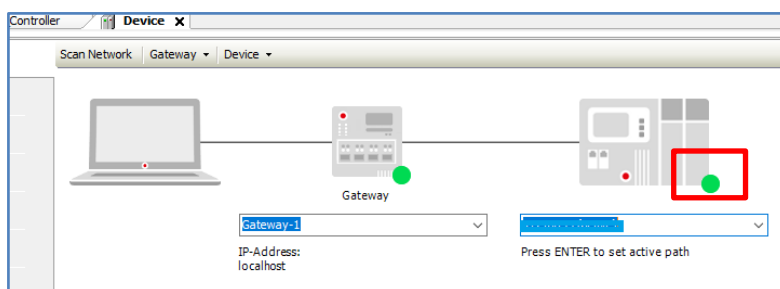 Controller Device X
Scan Network Gateway Device
Gateway
Gateway-1
IP-Address: Press ENTER to set active path
localhost